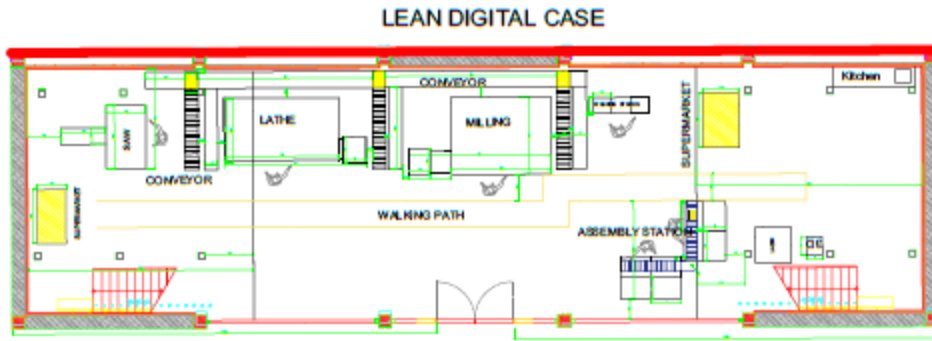 LEAN DIGITAL CASE
CONVEYOR
Kitchen
LATHE
MILLING
SUPERMARKET
SAW
CONVEYOR
SUPERMARKET
WALKING PATH
ASSEMBLY STATION